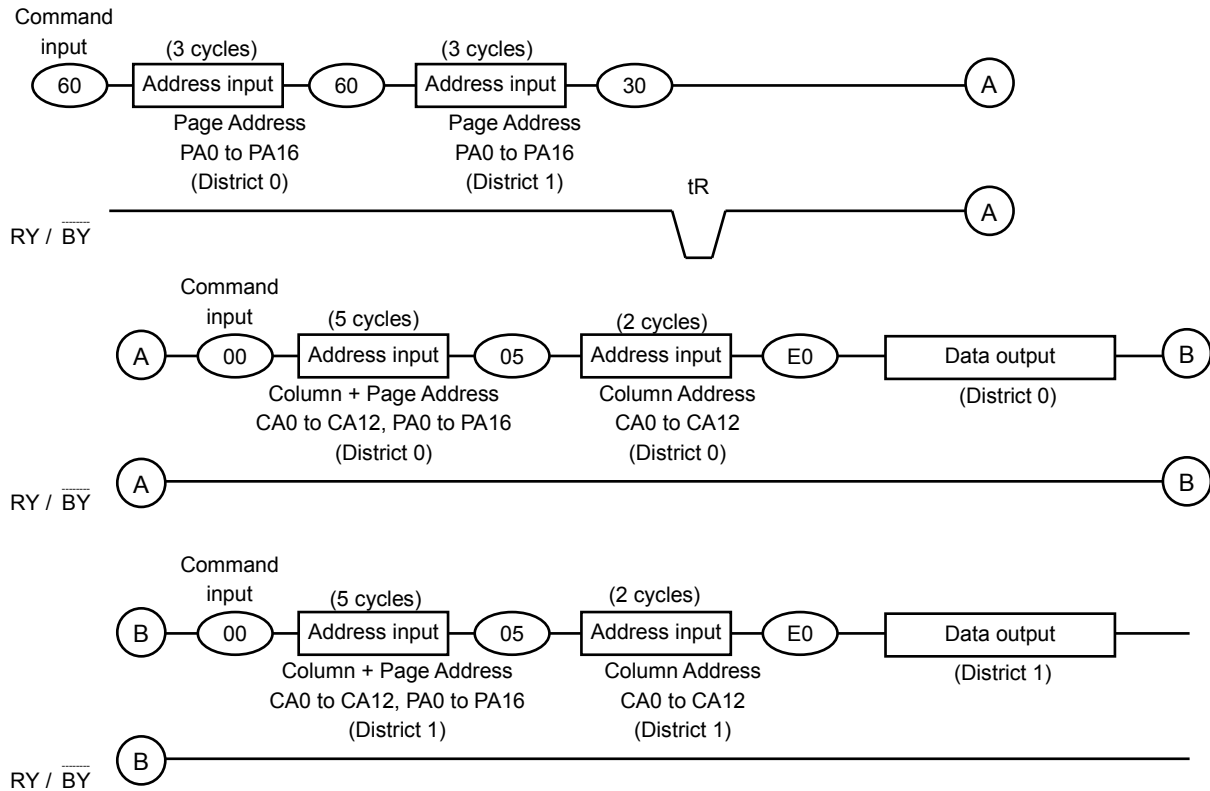 Command
input
(3 cycles)
(3 cycles)
60
Address input
60
Address input
30
A
Page Address
PA0 to PA16
(District 0)
Page Address
PA0 to PA16
(District 1)
tR
A
RY / BY
Command
input
(5 cycles)
(2 cycles)
A
00
Address input
05
Address input
E0
Data output
B
Column + Page Address
CA0 to CA12, PA0 to PA16
(District 0)
Column Address
CA0 to CA12
(District 0)
(District 0)
A
B
RY / BY
Command
input
(5 cycles)
(2 cycles)
B
00
Address input
05
Address input
E0
Data output
Column + Page Address
CA0 to CA12, PA0 to PA16
(District 1)
Column Address
CA0 to CA12
(District 1)
(District 1)
B
RY / BY